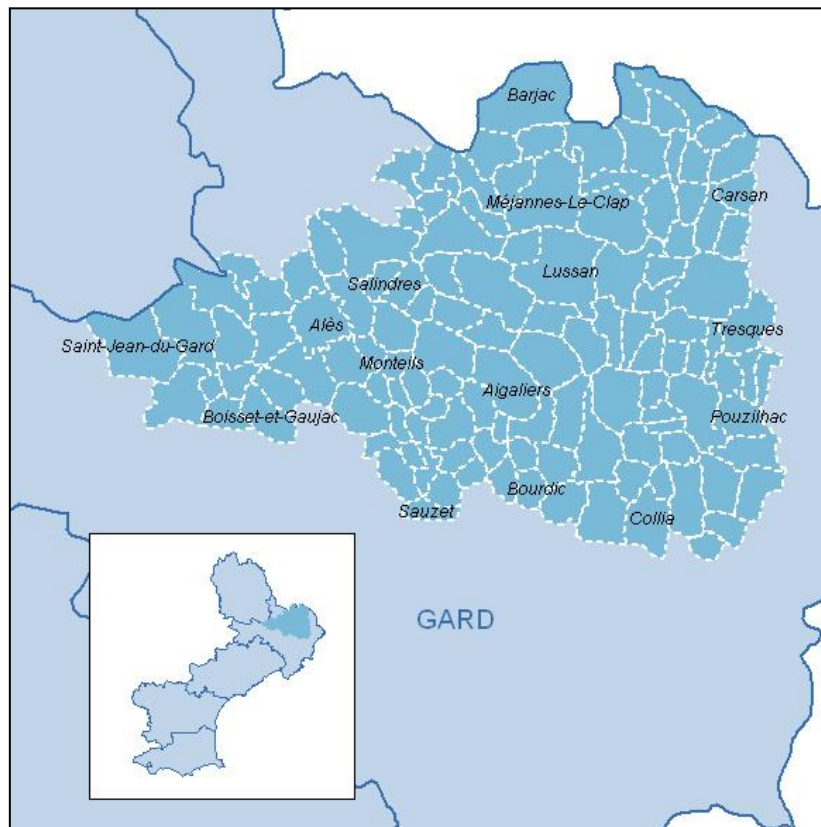 Barjac
Méjannes-Le-Clap
Carsan
Lussan
Salindres
Alès
Tresques
Saint-Jean-du-Gard
Monteils
Aigaliers
Boisset-et-Gaujac
Pouzilhac
Bourdic
Sauzet
Collia
GARD